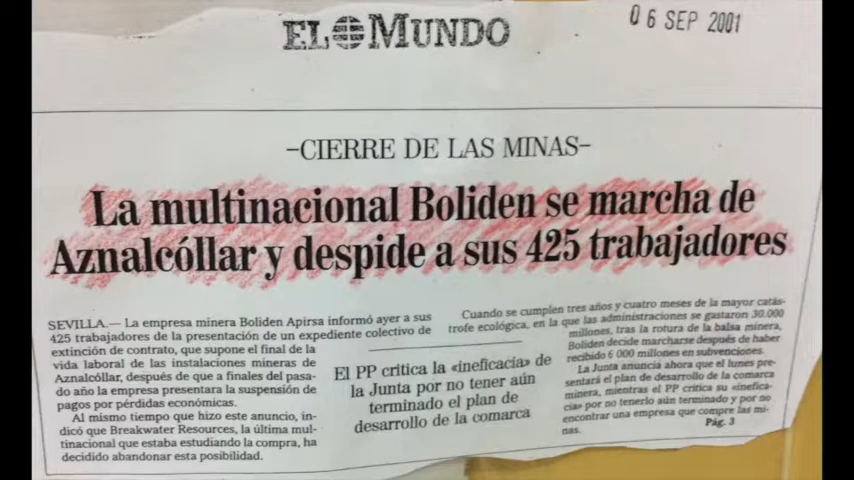 EL MUNDO
06 SEP 2001
–CIERRE DE LAS MINAS–
La multinacional Boliden se marcha de
Aznalcóllar y despide a sus 425 trabajadores
SEVILLA.— La empresa minera Boliden Apirsa informó ayer a sus
425 trabajadores de la presentación de un expediente colectivo de
extinción de contrato, que supone el final de la
vida laboral de las instalaciones mineras de
Aznalcóllar, después de que a finales del pasa-
do año la empresa presentara la suspensión de
pagos por pérdidas económicas.
Al mismo tiempo que hizo este anuncio, in-
dicó que Breakwater Resources, la última mul-
tinacional que estaba estudiando la compra, ha
decidido abandonar esta posibilidad.
El PP critica la «ineficacia» de
la Junta por no tener aún
terminado el plan de
desarrollo de la comarca
Cuando se cumplen tres años y cuatro meses de la mayor catás-
trofe ecológica, en la que las administraciones se gastaron 30.000
millones, tras la rotura de la balsa minera,
Boliden decide marcharse después de haber
recibido 6 000 millones en subvenciones.
La Junta anuncia ahora que el lunes pre-
sentará el plan de desarrollo de la comarca
minera, mientras el PP critica su «inefica-
cia» por no tenerlo aún terminado y por no
encontrar una empresa que compre las mi-
nas.
Pág. 3